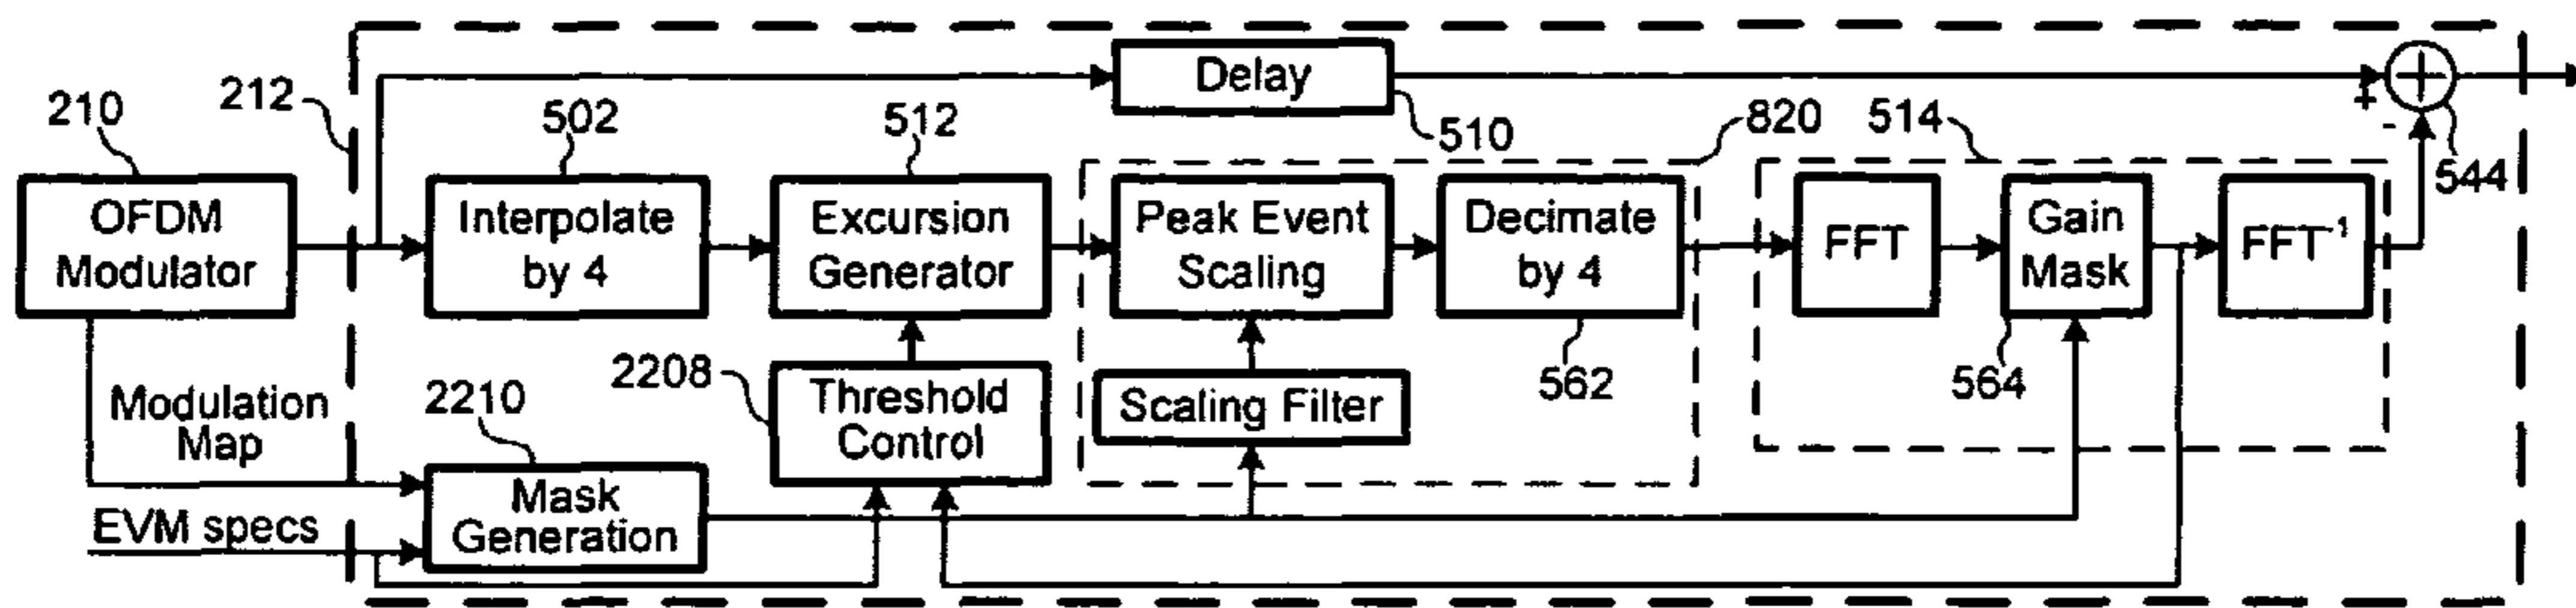 Delay
510
544
+
-
210
212
502
512
820
514
OFDM
Modulator
Interpolate
by 4
Excursion
Generator
Peak Event
Scaling
Decimate
by 4
562
FFT
Gain
Mask
564
FFT-1
Modulation
Map
EVM specs
2210
Mask
Generation
2208
Threshold
Control
Scaling Filter